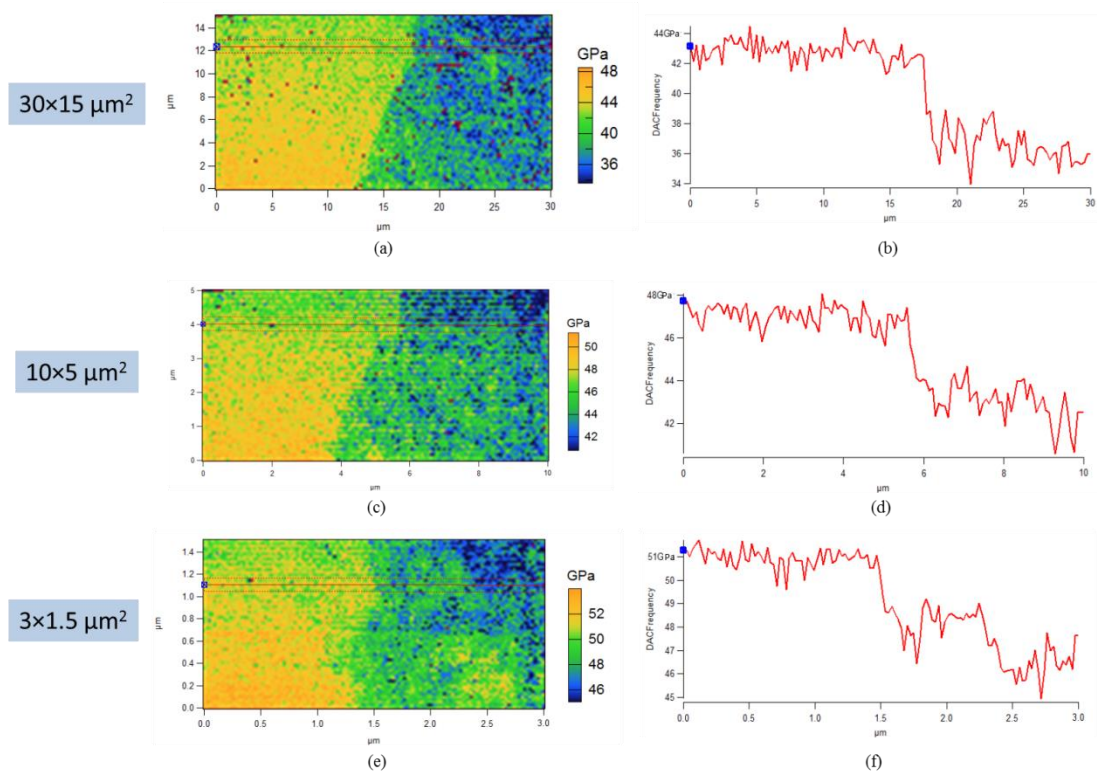 30×15 µm²
µm
14
12
10
8
6
4
2
0
0 5 10 15 20 25 30
µm
GPa
48
44
40
36
(a)
DACFrequency
44GPa
42
40
38
36
34
0 5 10 15 20 25 30
µm
(b)
10×5 µm²
µm
5
4
3
2
1
0
0 2 4 6 8 10
µm
GPa
50
48
46
44
42
(c)
DACFrequency
48GPa
46
44
42
0 2 4 6 8 10
µm
(d)
3×1.5 µm²
µm
1.4
1.2
1.0
0.8
0.6
0.4
0.2
0.0
0.0 0.5 1.0 1.5 2.0 2.5 3.0
µm
GPa
52
50
48
46
(e)
DACFrequency
51GPa
50
49
48
47
46
45
0.0 0.5 1.0 1.5 2.0 2.5 3.0
µm
(f)